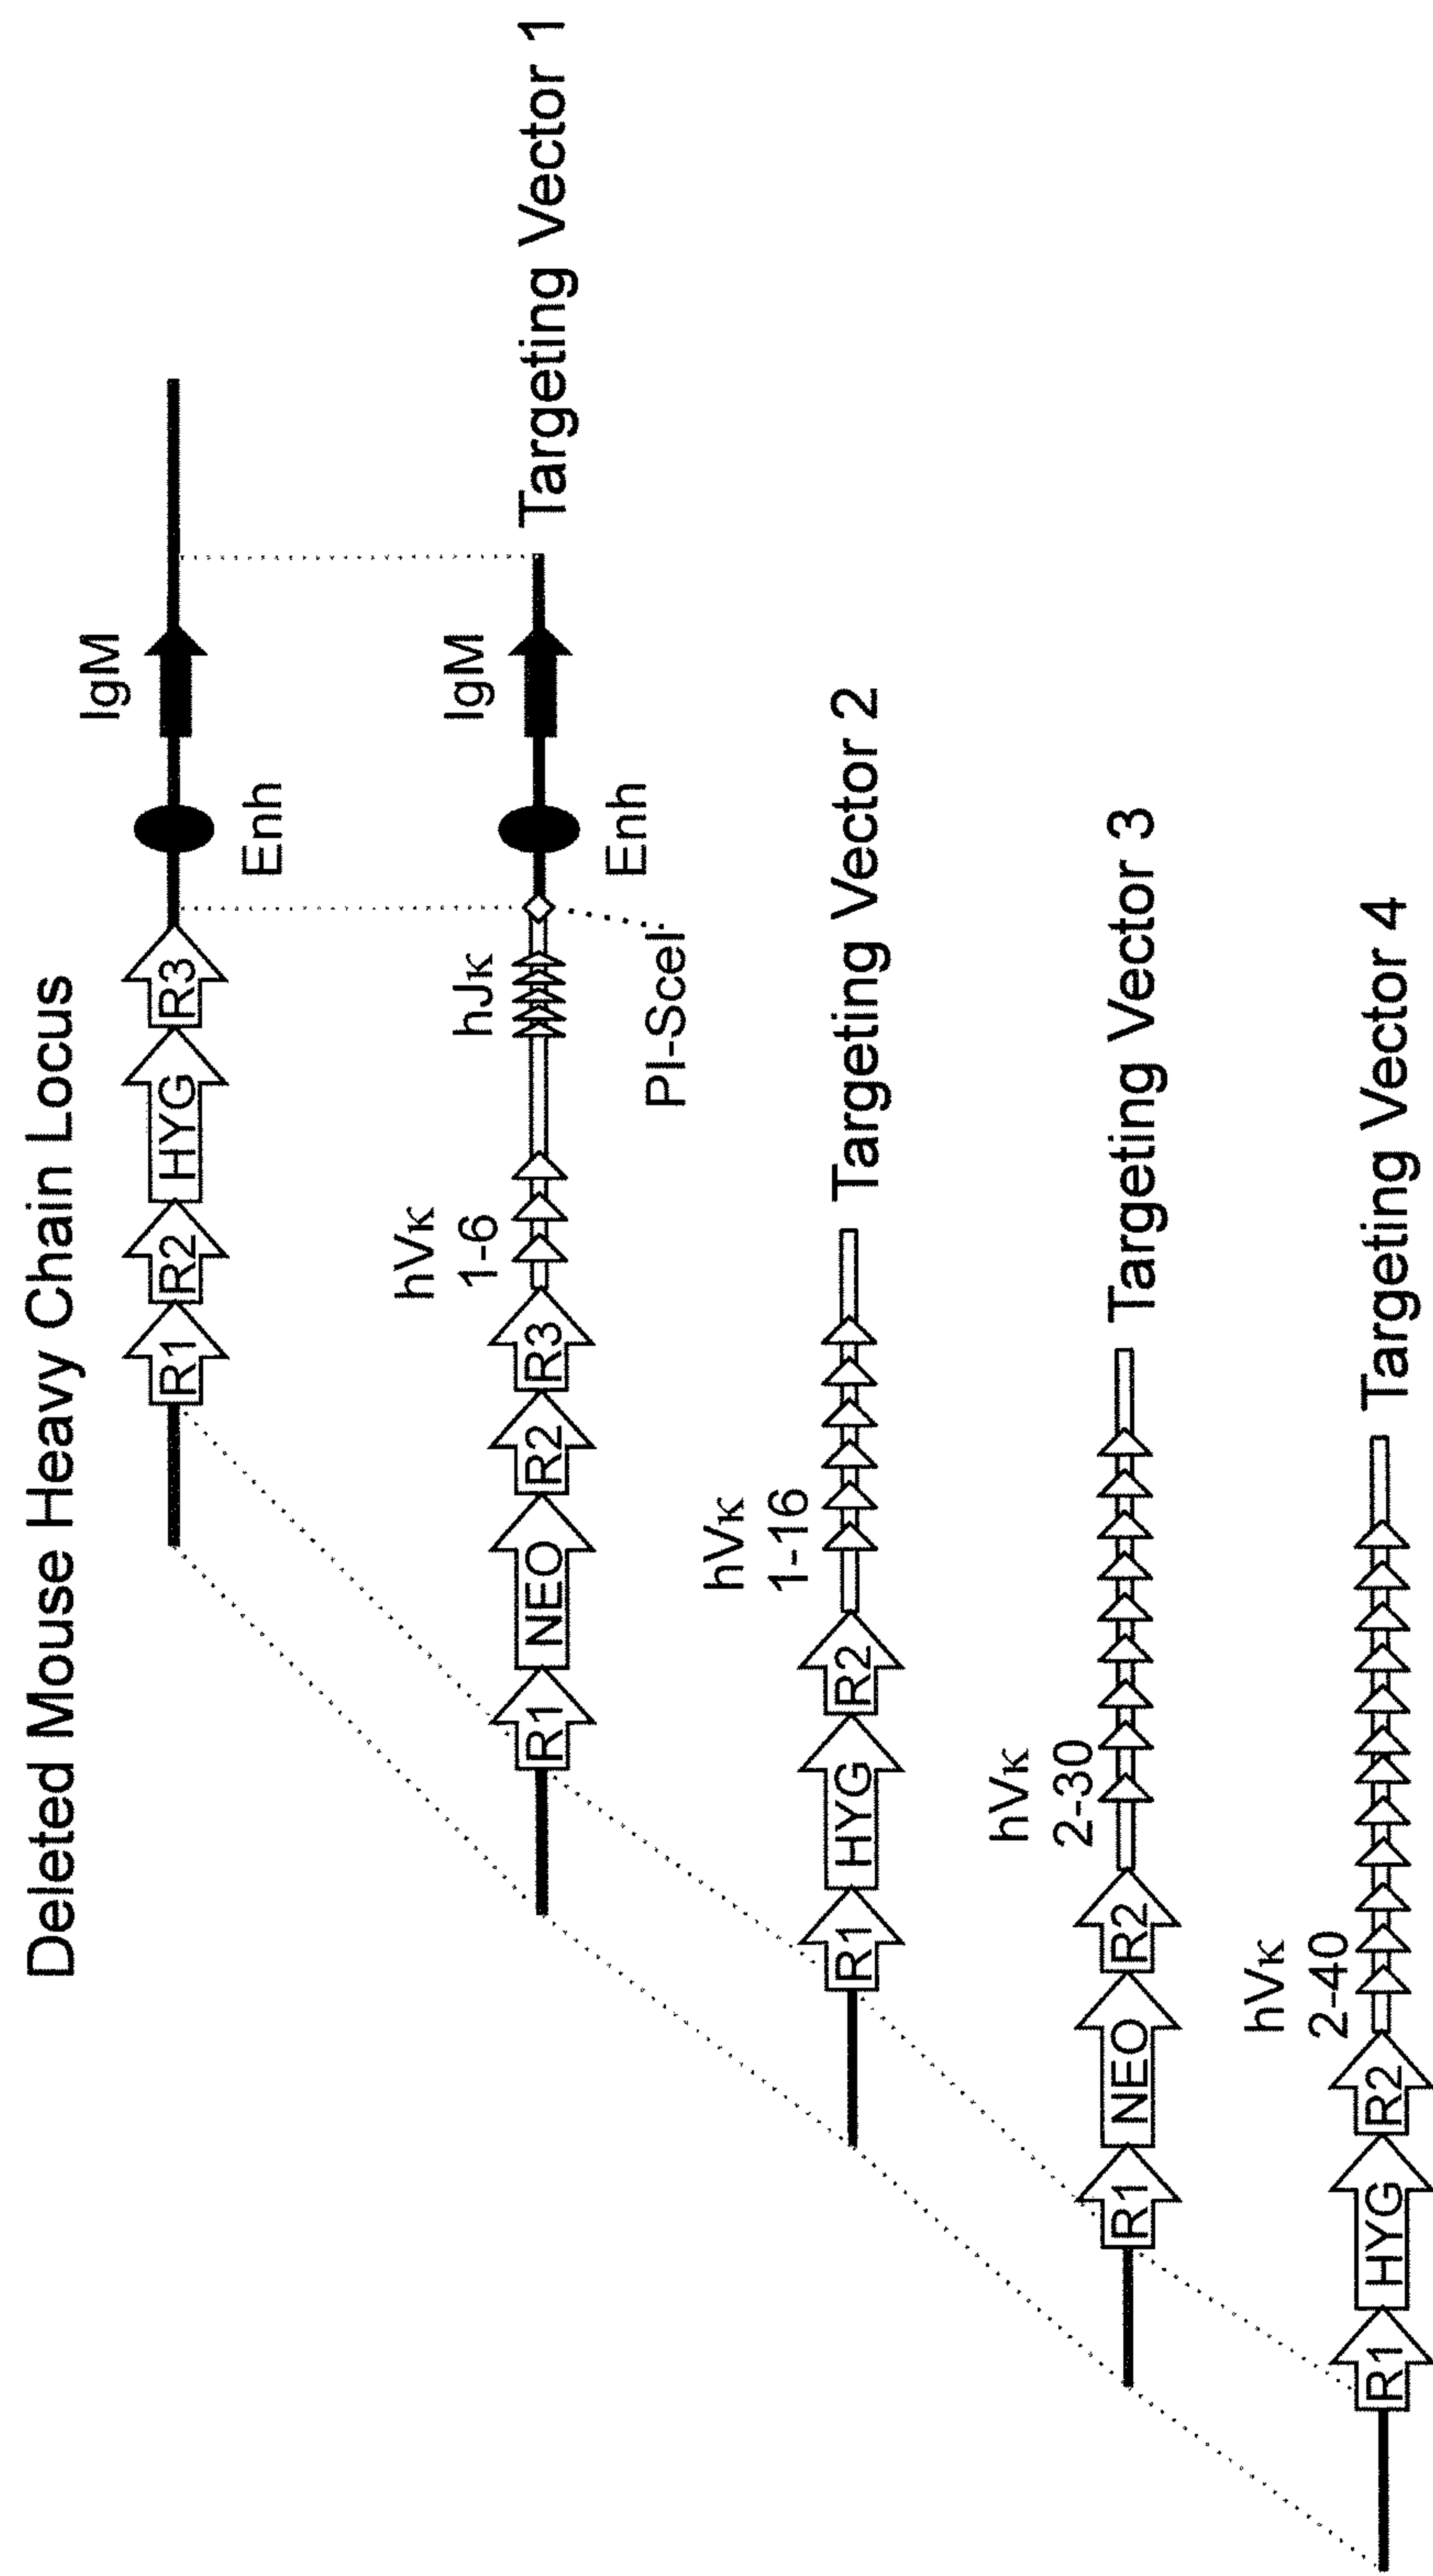 Deleted Mouse Heavy Chain Locus
R1 R2 HYG R3 Enh IgM
hVκ
1-6
hJκ
R1 NEO R2 R3 Enh IgM
PI-SceI
Targeting Vector 1
hVκ
1-16
R1 HYG R2
Targeting Vector 2
hVκ
2-30
R1 NEO R2
Targeting Vector 3
hVκ
2-40
R1 HYG R2
Targeting Vector 4